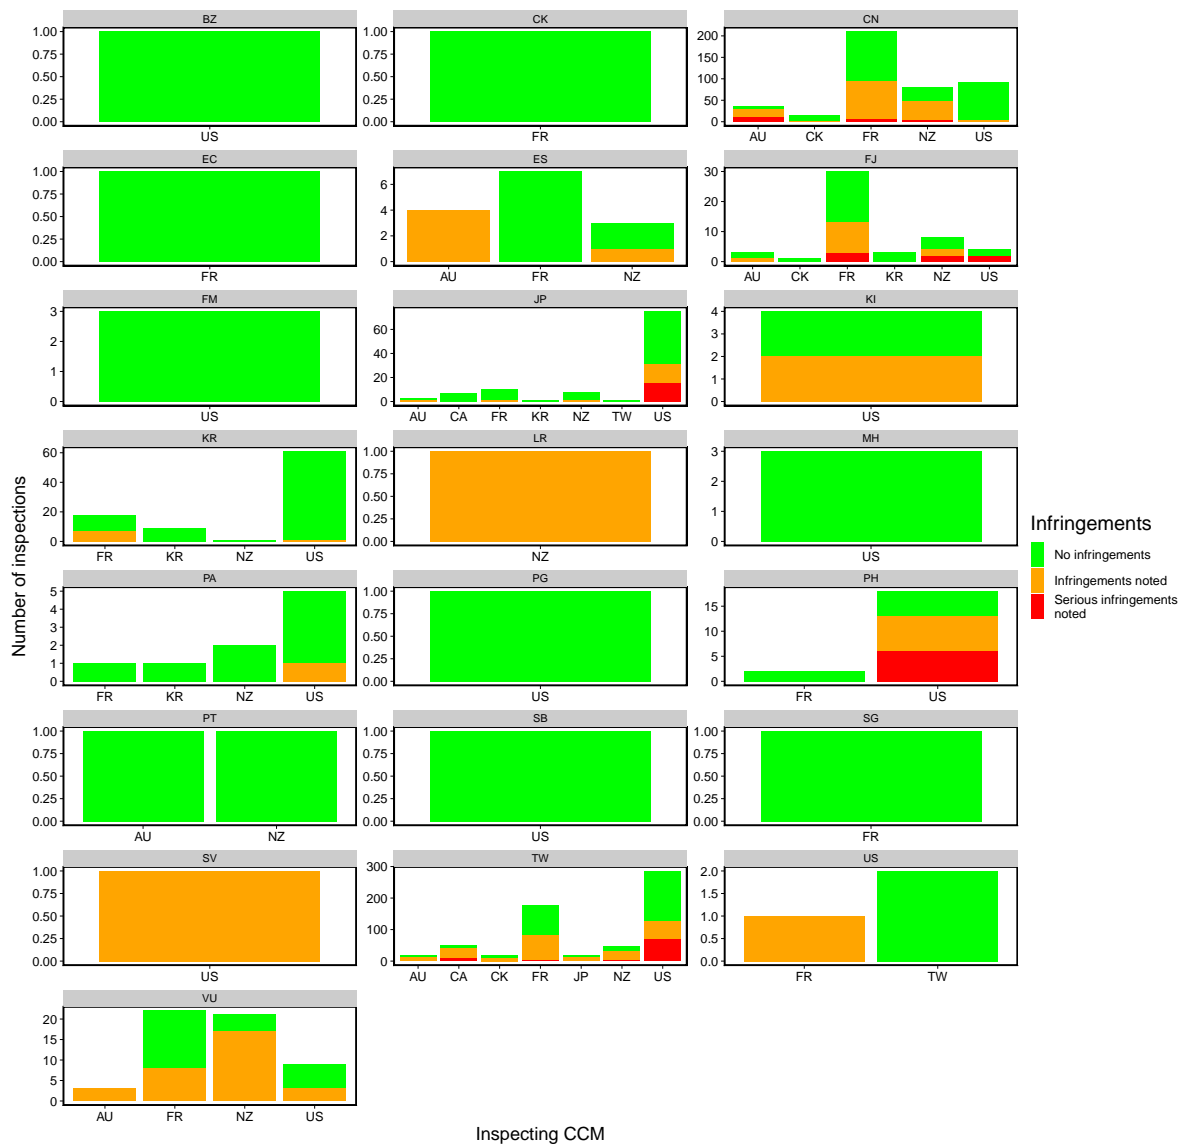 BZ
1.00
0.75
0.50
0.25
0.00
US
CK
1.00
0.75
0.50
0.25
0.00
FR
CN
200
150
100
50
0
AU CK FR NZ US
EC
1.00
0.75
0.50
0.25
0.00
FR
ES
6
4
2
0
AU FR NZ
FJ
30
20
10
0
AU CK FR KR NZ US
FM
3
2
1
0
US
JP
60
40
20
0
AU CA FR KR NZ TW US
KI
4
3
2
1
0
US
KR
60
40
20
0
FR KR NZ US
LR
1.00
0.75
0.50
0.25
0.00
NZ
MH
3
2
1
0
US
PA
5
4
3
2
1
0
FR KR NZ US
PG
1.00
0.75
0.50
0.25
0.00
US
PH
15
10
5
0
FR US
PT
1.00
0.75
0.50
0.25
0.00
AU NZ
SB
1.00
0.75
0.50
0.25
0.00
US
SG
1.00
0.75
0.50
0.25
0.00
FR
SV
1.00
0.75
0.50
0.25
0.00
US
TW
300
200
100
0
AU CA CK FR JP NZ US
US
2.0
1.5
1.0
0.5
0.0
FR TW
VU
20
15
10
5
0
AU FR NZ US
Number of inspections
Inspecting CCM
Infringements
No infringements
Infringements noted
Serious infringements
noted